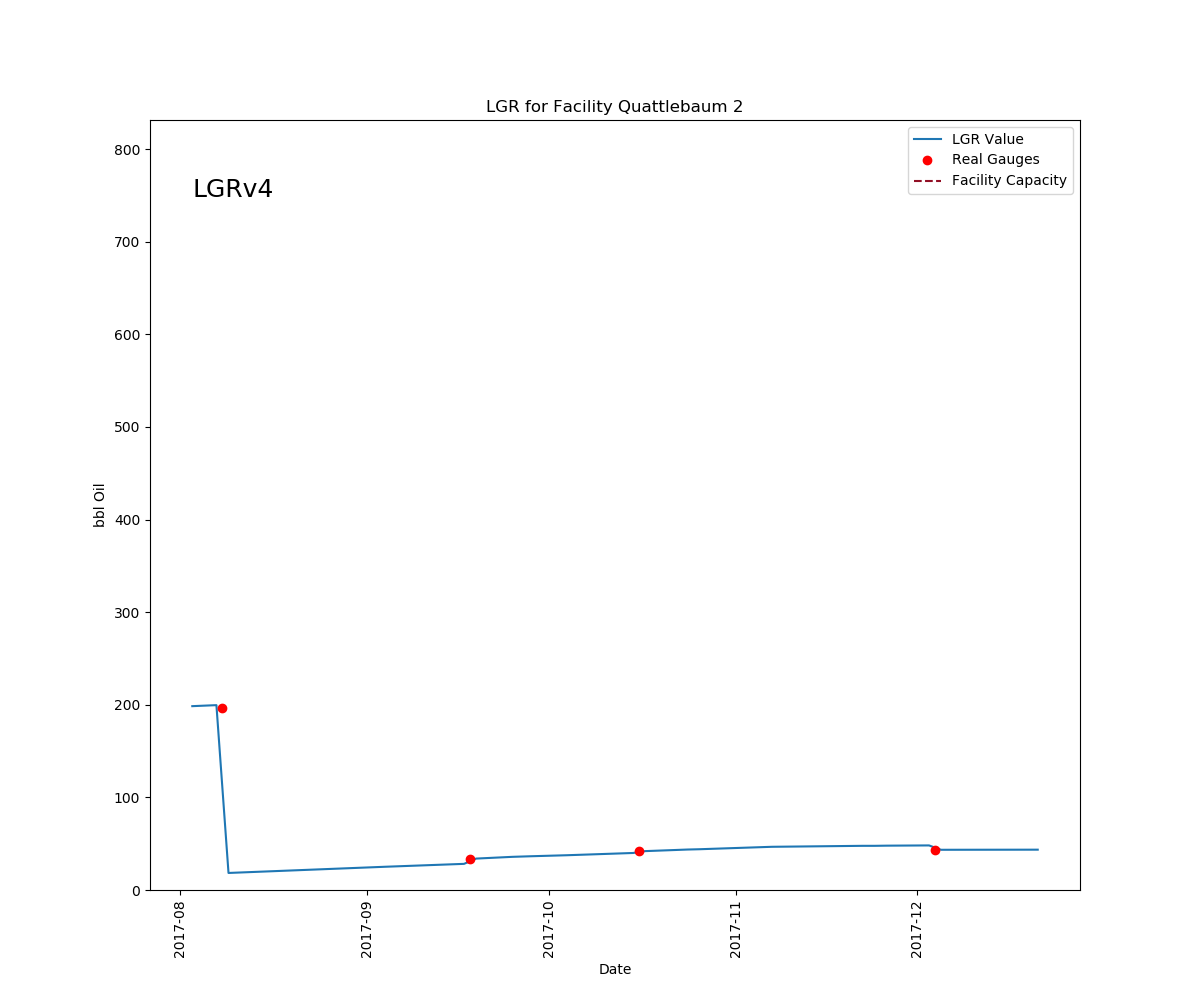 LGR for Facility Quattlebaum 2
LGR Value
Real Gauges
Facility Capacity
LGRv4
800
700
600
500
400
300
200
100
0
bbl Oil
2017-08
2017-09
2017-10
2017-11
2017-12
Date